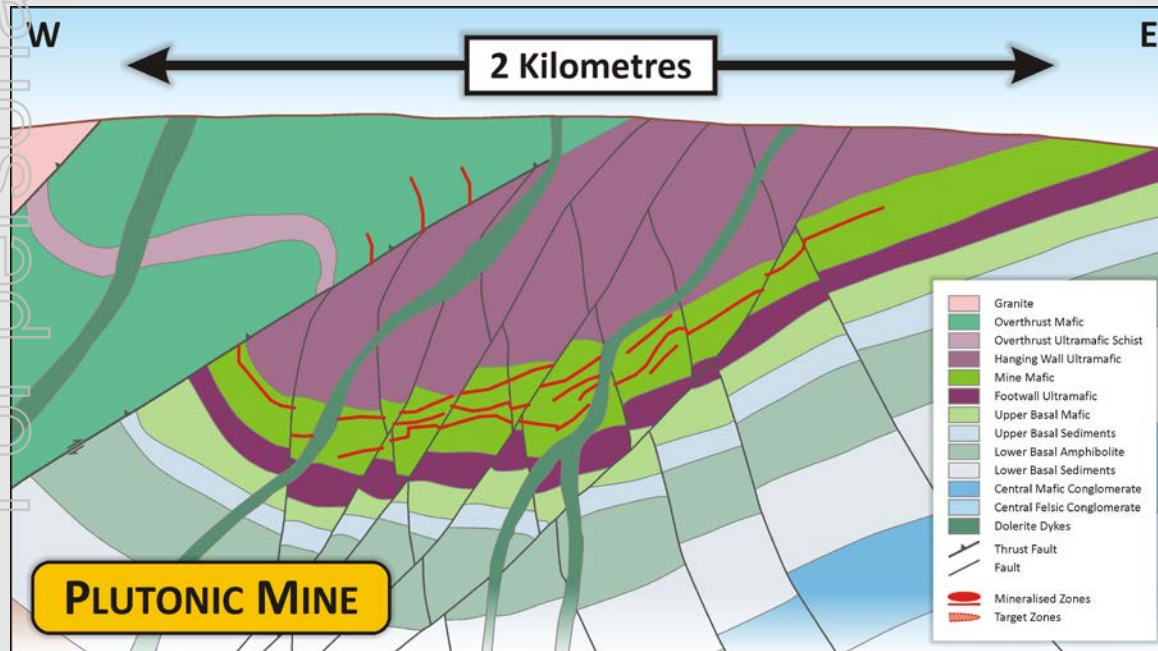 W
E
2 Kilometres
Granite
Overthrust Mafic
Overthrust Ultramafic Schist
Hanging Wall Ultramafic
Mine Mafic
Footwall Ultramafic
Upper Basal Mafic
Upper Basal Sediments
Lower Basal Amphibolite
Lower Basal Sediments
Central Mafic Conglomerate
Central Felsic Conglomerate
Dolerite Dykes
Thrust Fault
Fault
Mineralised Zones
Target Zones
PLUTONIC MINE